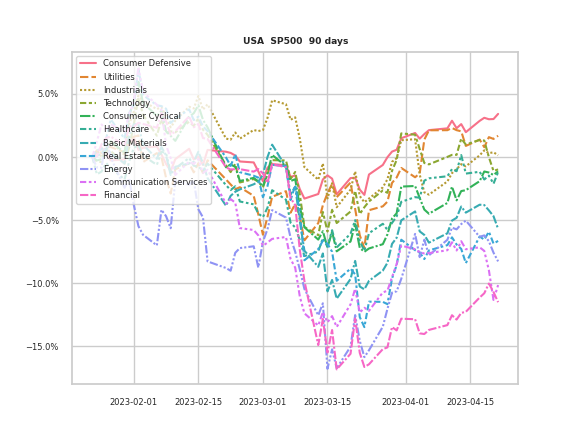 USA SP500 90 days
Consumer Defensive
Utilities
Industrials
Technology
Consumer Cyclical
Healthcare
Basic Materials
Real Estate
Energy
Communication Services
Financial
5.0%
0.0%
−5.0%
−10.0%
−15.0%
2023-02-01 2023-02-15 2023-03-01 2023-03-15 2023-04-01 2023-04-15